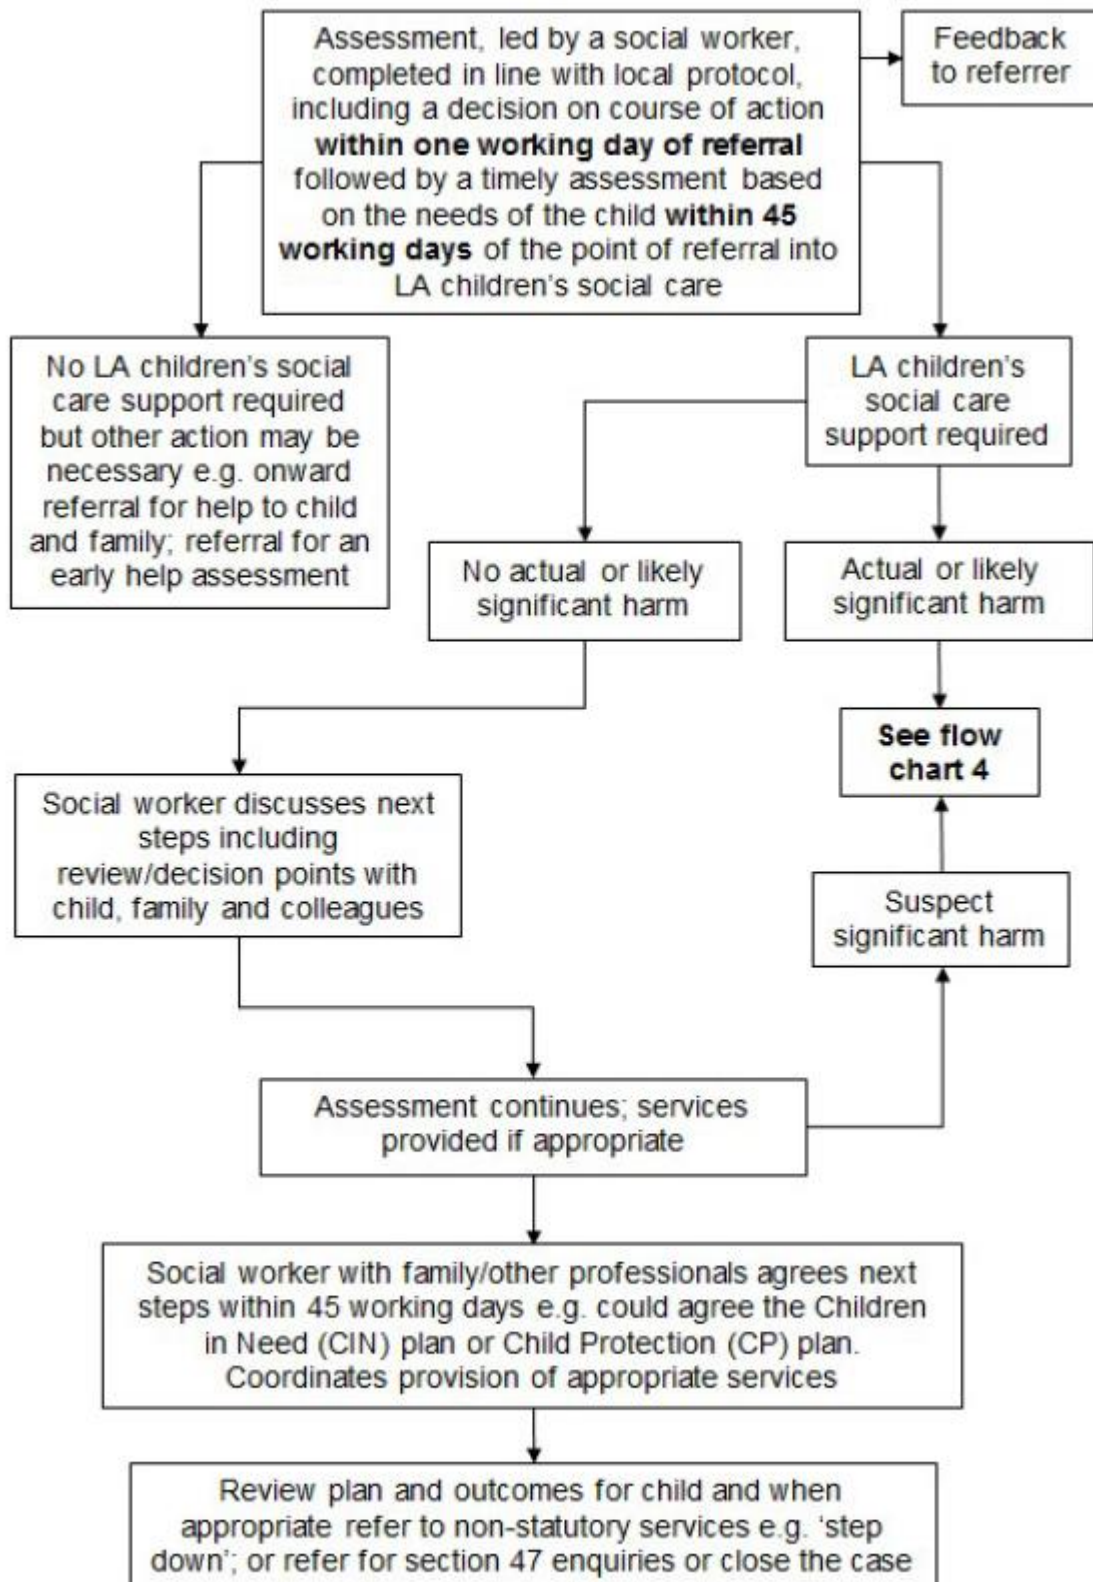 Assessment, led by a social worker,
completed in line with local protocol,
including a decision on course of action
within one working day of referral
followed by a timely assessment based
on the needs of the child within 45
working days of the point of referral into
LA children's social care
Feedback
to referrer
No LA children's social
care support required
but other action may be
necessary e.g. onward
referral for help to child
and family; referral for an
early help assessment
LA children's
social care
support required
No actual or likely
significant harm
Actual or likely
significant harm
See flow
chart 4
Social worker discusses next
steps including
review/decision points with
child, family and colleagues
Suspect
significant harm
Assessment continues; services
provided if appropriate
Social worker with family/other professionals agrees next
steps within 45 working days e.g. could agree the Children
in Need (CIN) plan or Child Protection (CP) plan.
Coordinates provision of appropriate services
Review plan and outcomes for child and when
appropriate refer to non-statutory services e.g. 'step
down'; or refer for section 47 enquiries or close the case